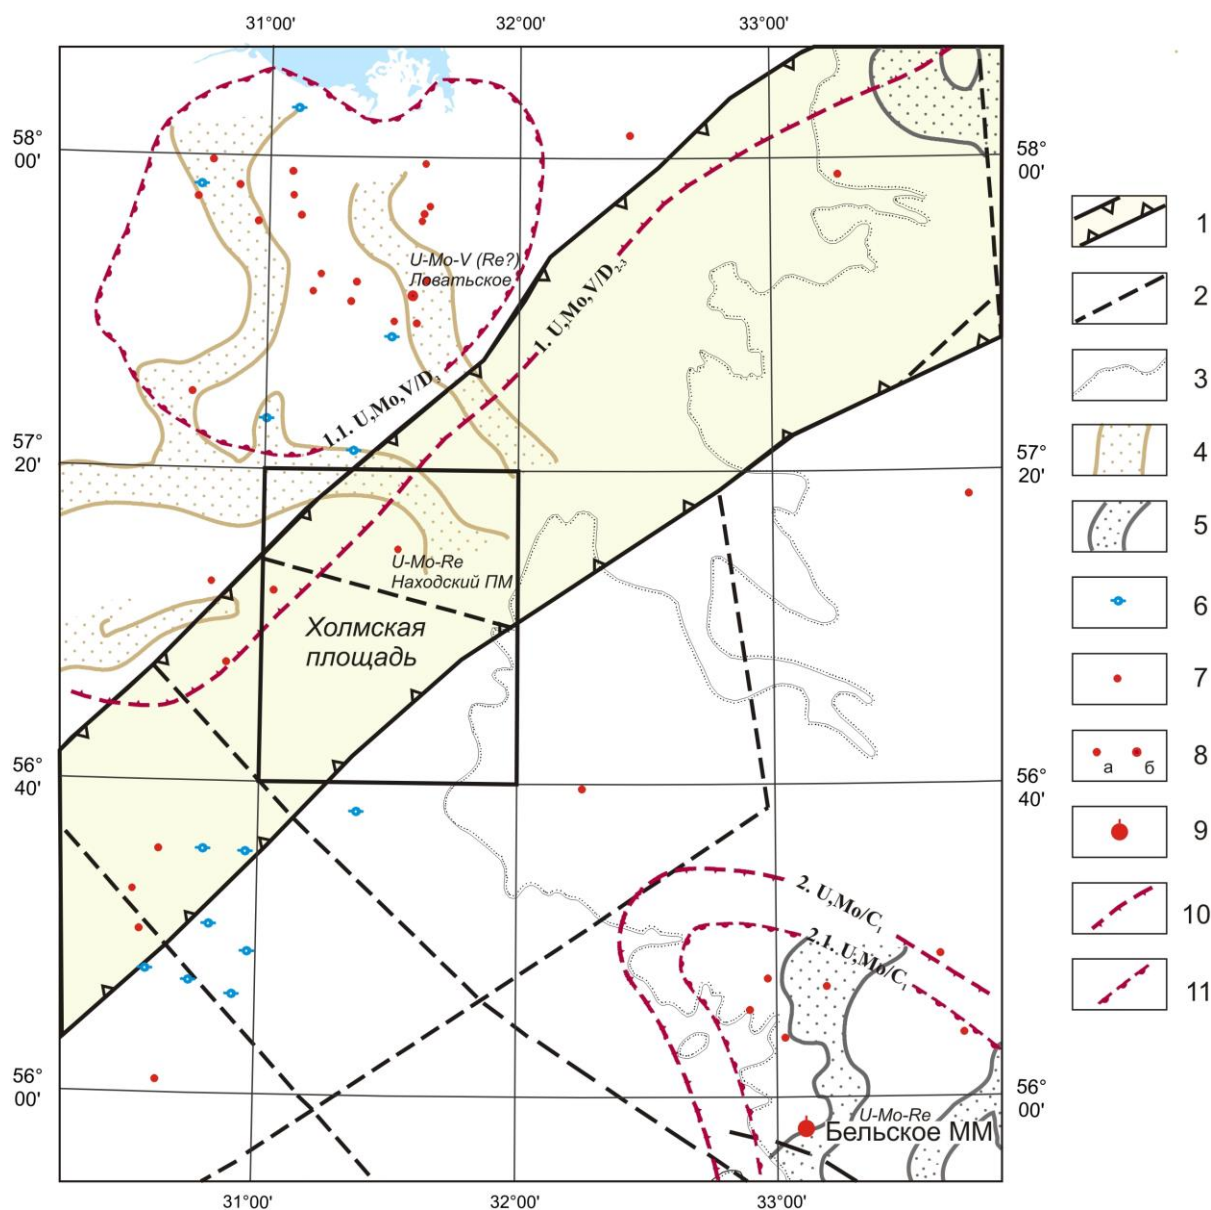 31°00' 32°00' 33°00'
58°
00'
58°
00'
1
2
3
4
5
6
7
а б 8
9
10
11
U-Mo-V (Re?)
Ловатьское
1. U,Mo,V/D₂₋₃
1.1. U,Mo,V/D₃
57°
20'
57°
20'
U-Mo-Re
Находский ПМ
Холмская
площадь
56°
40'
56°
40'
2. U,Mo/C₁
2.1. U,Mo/C₁
56°
00'
56°
00'
U-Mo-Re
Бельское ММ
31°00' 32°00' 33°00'